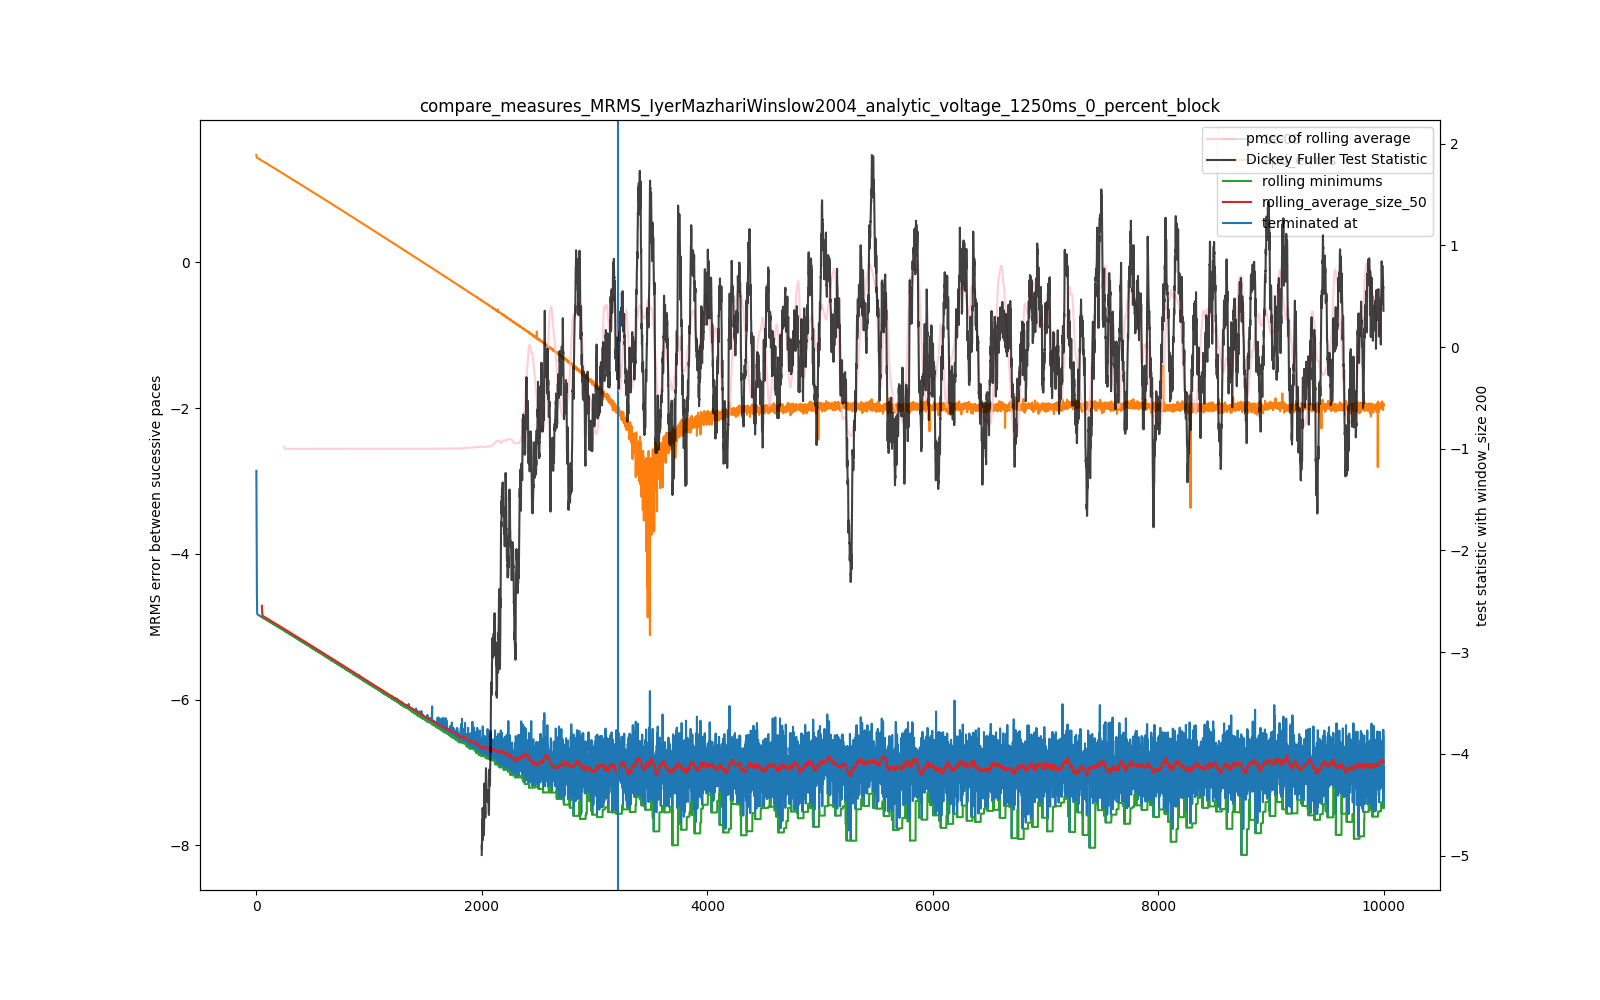 compare_measures_MRMS_IyerMazhariWinslow2004_analytic_voltage_1250ms_0_percent_block
pmcc of rolling average
Dickey Fuller Test Statistic
rolling minimums
rolling_average_size_50
terminated at
MRMS error between sucessive paces
test statistic with window_size 200
0
−2
−4
−6
−8
2
1
0
−1
−2
−3
−4
−5
0
2000
4000
6000
8000
10000